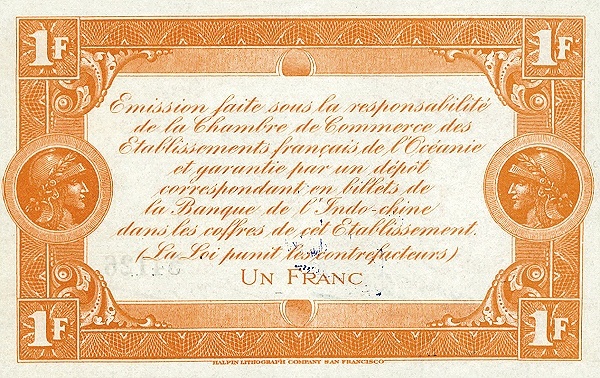 1F 1F
Emission faite sous la responsabilité
de la Chambre de Commerce des
Etablissements français de l'Océanie
et garantie par un dépôt
correspondant en billets de
la Banque de l'Indo-chine
dans les coffres de cet Etablissement.
(La Loi punit les contrefacteurs)
UN FRANC
1F 1F
HALPIN LITHOGRAPH COMPANY SAN FRANCISCO